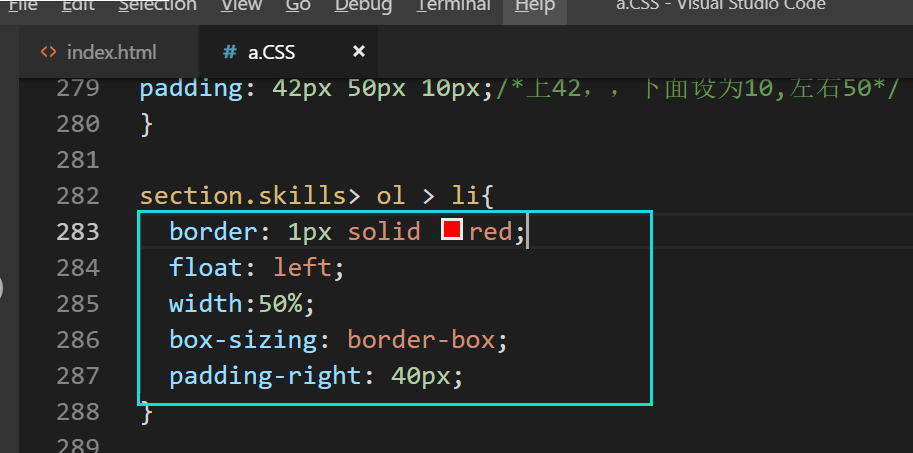 File Edit Selection View Go Debug Terminal Help a.CSS - Visual Studio Code
<> index.html # a.CSS ×
279 padding: 42px 50px 10px;/*上42，，下面设为10,左右50*/
280 }
281
282 section.skills> ol > li{
283 border: 1px solid red;
284 float: left;
285 width:50%;
286 box-sizing: border-box;
287 padding-right: 40px;
288 }
289